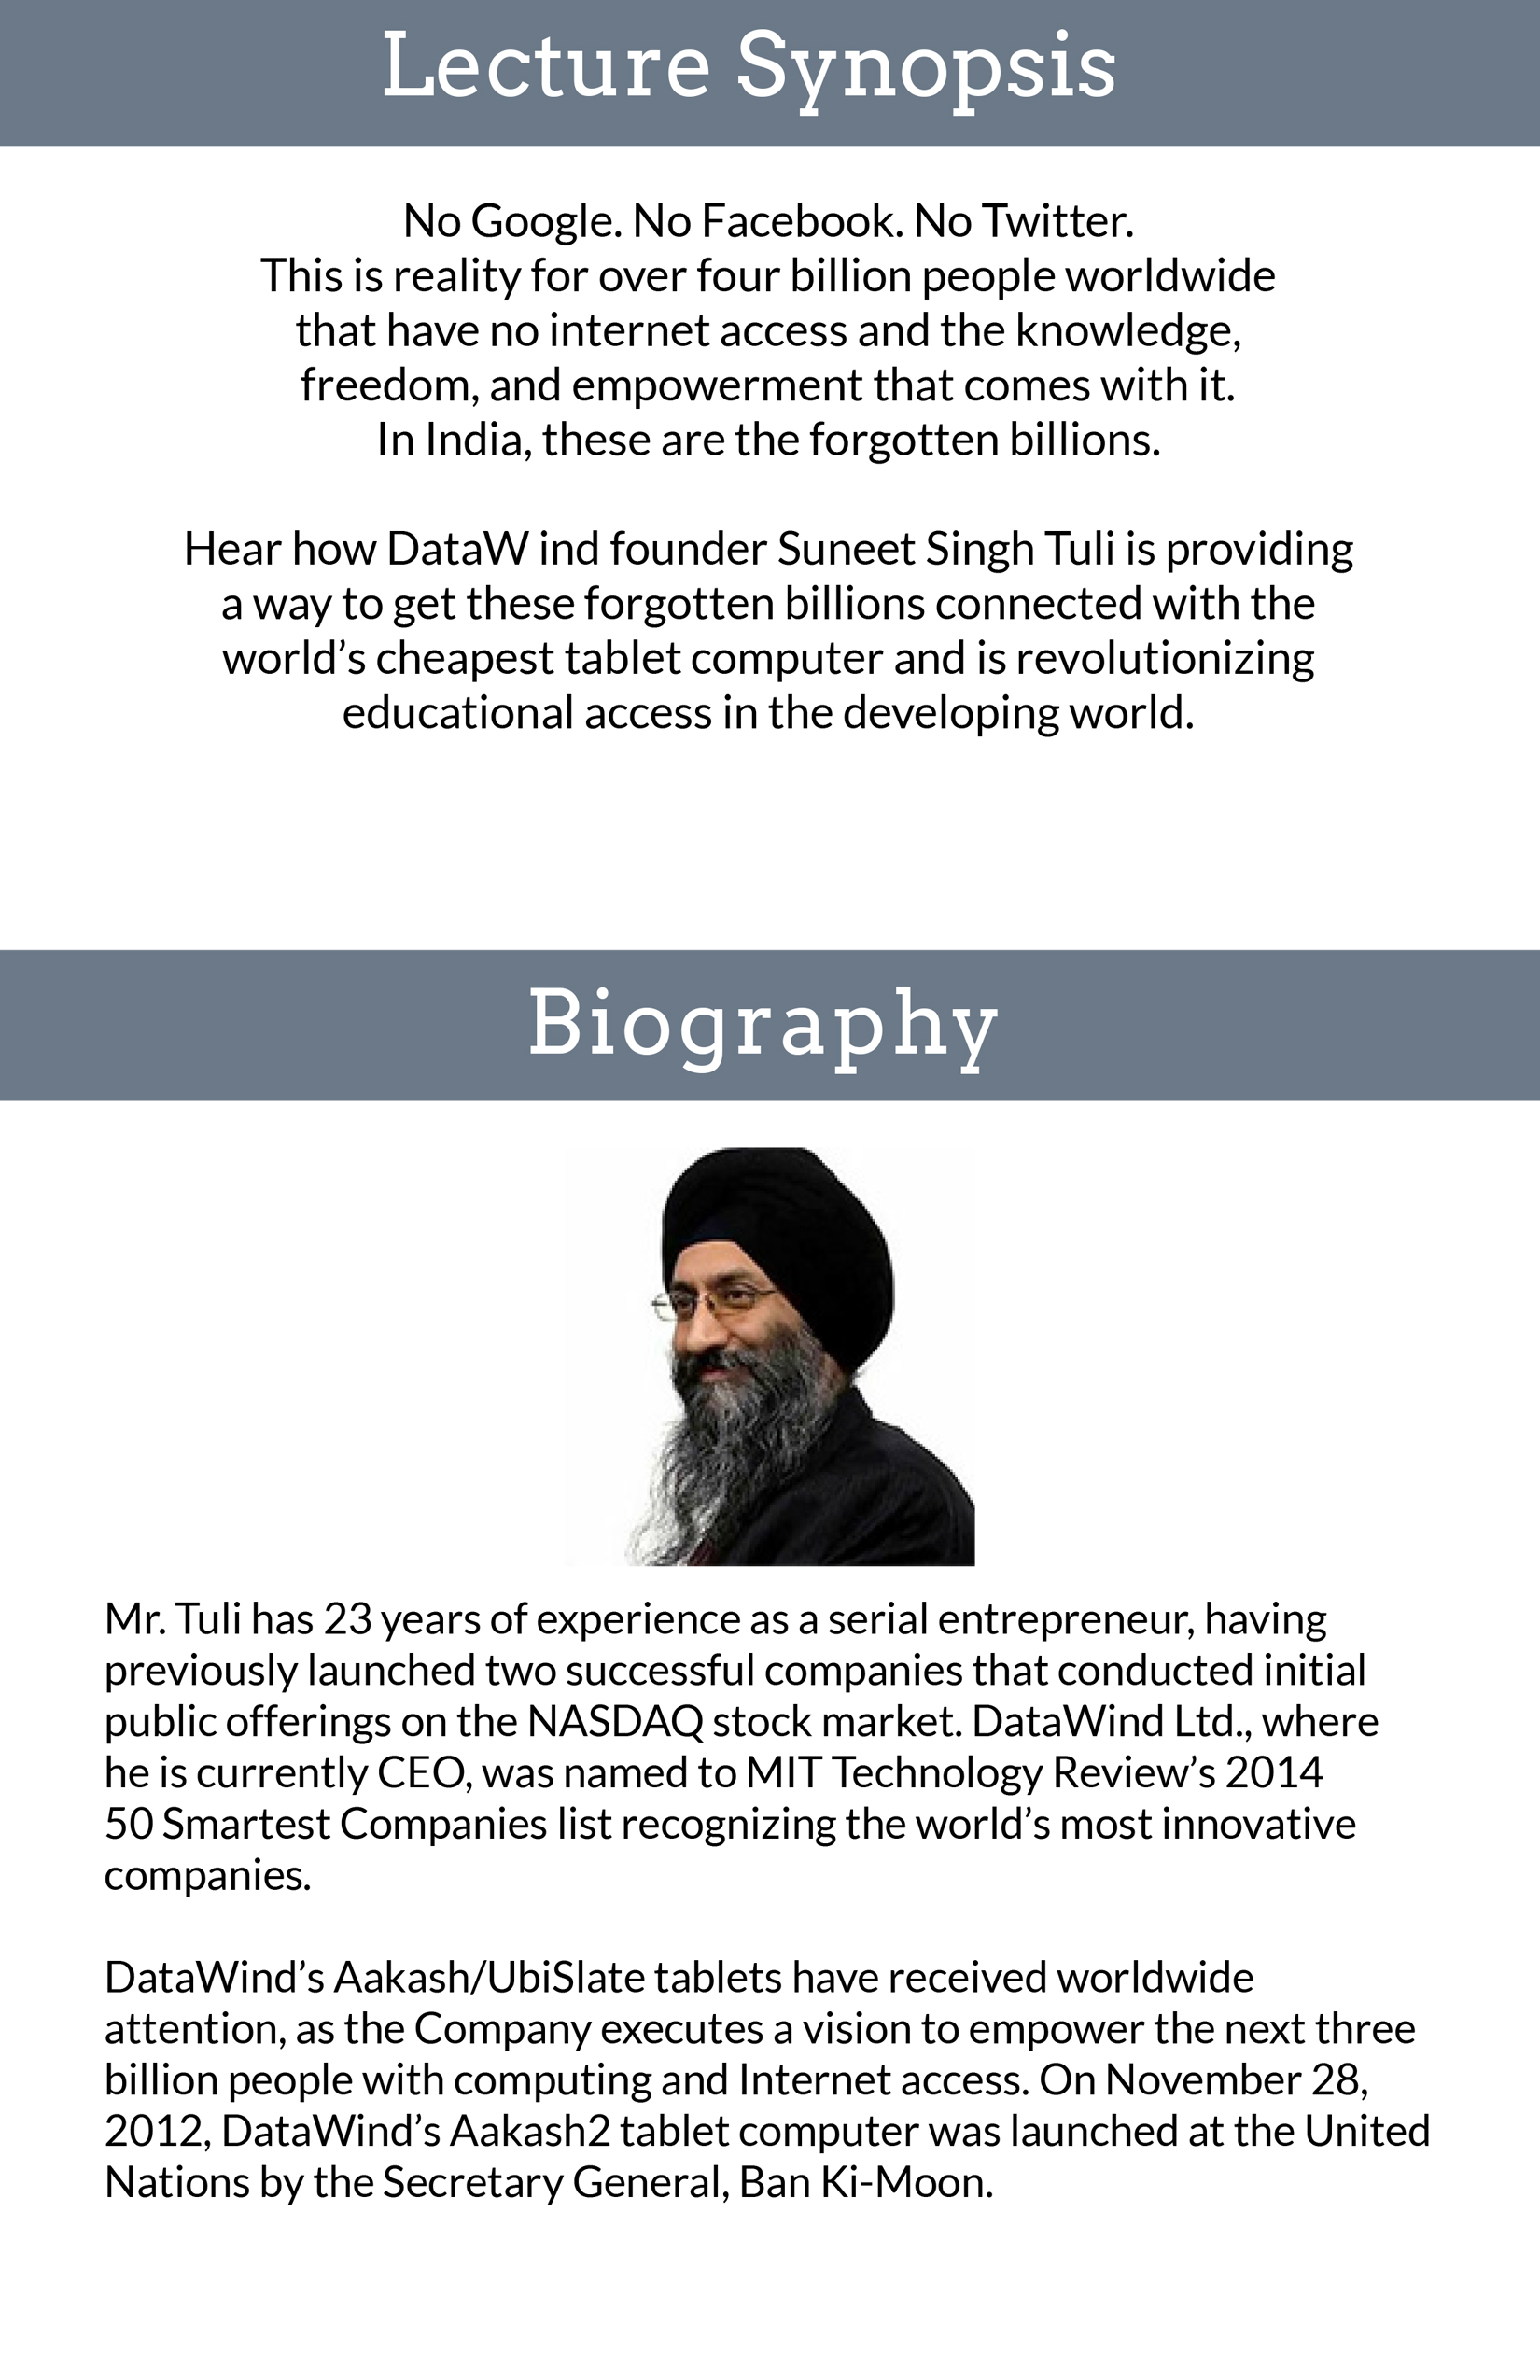 Lecture Synopsis
No Google. No Facebook. No Twitter.
This is reality for over four billion people worldwide
that have no internet access and the knowledge,
freedom, and empowerment that comes with it.
In India, these are the forgotten billions.
Hear how DataW ind founder Suneet Singh Tuli is providing
a way to get these forgotten billions connected with the
world’s cheapest tablet computer and is revolutionizing
educational access in the developing world.
Biography
Mr. Tuli has 23 years of experience as a serial entrepreneur, having
previously launched two successful companies that conducted initial
public offerings on the NASDAQ stock market. DataWind Ltd., where
he is currently CEO, was named to MIT Technology Review’s 2014
50 Smartest Companies list recognizing the world’s most innovative
companies.
DataWind’s Aakash/UbiSlate tablets have received worldwide
attention, as the Company executes a vision to empower the next three
billion people with computing and Internet access. On November 28,
2012, DataWind’s Aakash2 tablet computer was launched at the United
Nations by the Secretary General, Ban Ki-Moon.